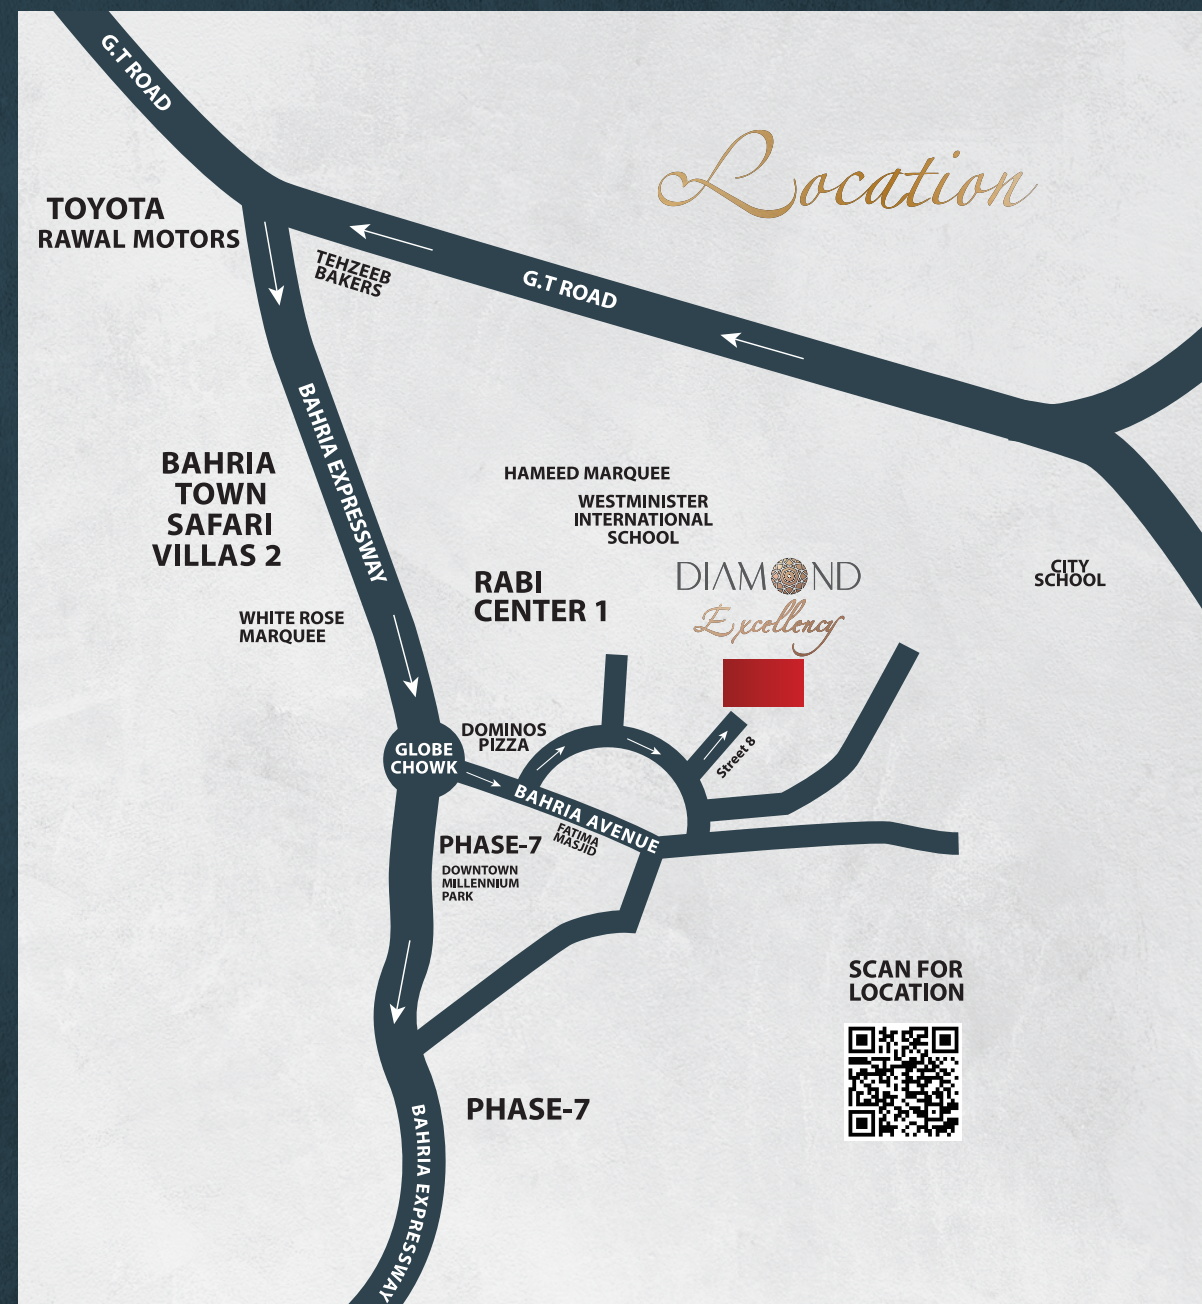 G.T ROAD
Location
TOYOTA
RAWAL MOTORS
TEHZEEB
BAKERS
G.T ROAD
BAHRIA EXPRESSWAY
BAHRIA
TOWN
SAFARI
VILLAS 2
HAMEED MARQUEE
WESTMINISTER
INTERNATIONAL
SCHOOL
DIAMOND
Excellency
CITY
SCHOOL
RABI
CENTER 1
WHITE ROSE
MARQUEE
DOMINOS
PIZZA
GLOBE
CHOWK
Street 8
BAHRIA AVENUE
FATIMA
MASJID
PHASE-7
DOWNTOWN
MILLENNIUM
PARK
SCAN FOR
LOCATION
PHASE-7
BAHRIA EXPRESSWAY